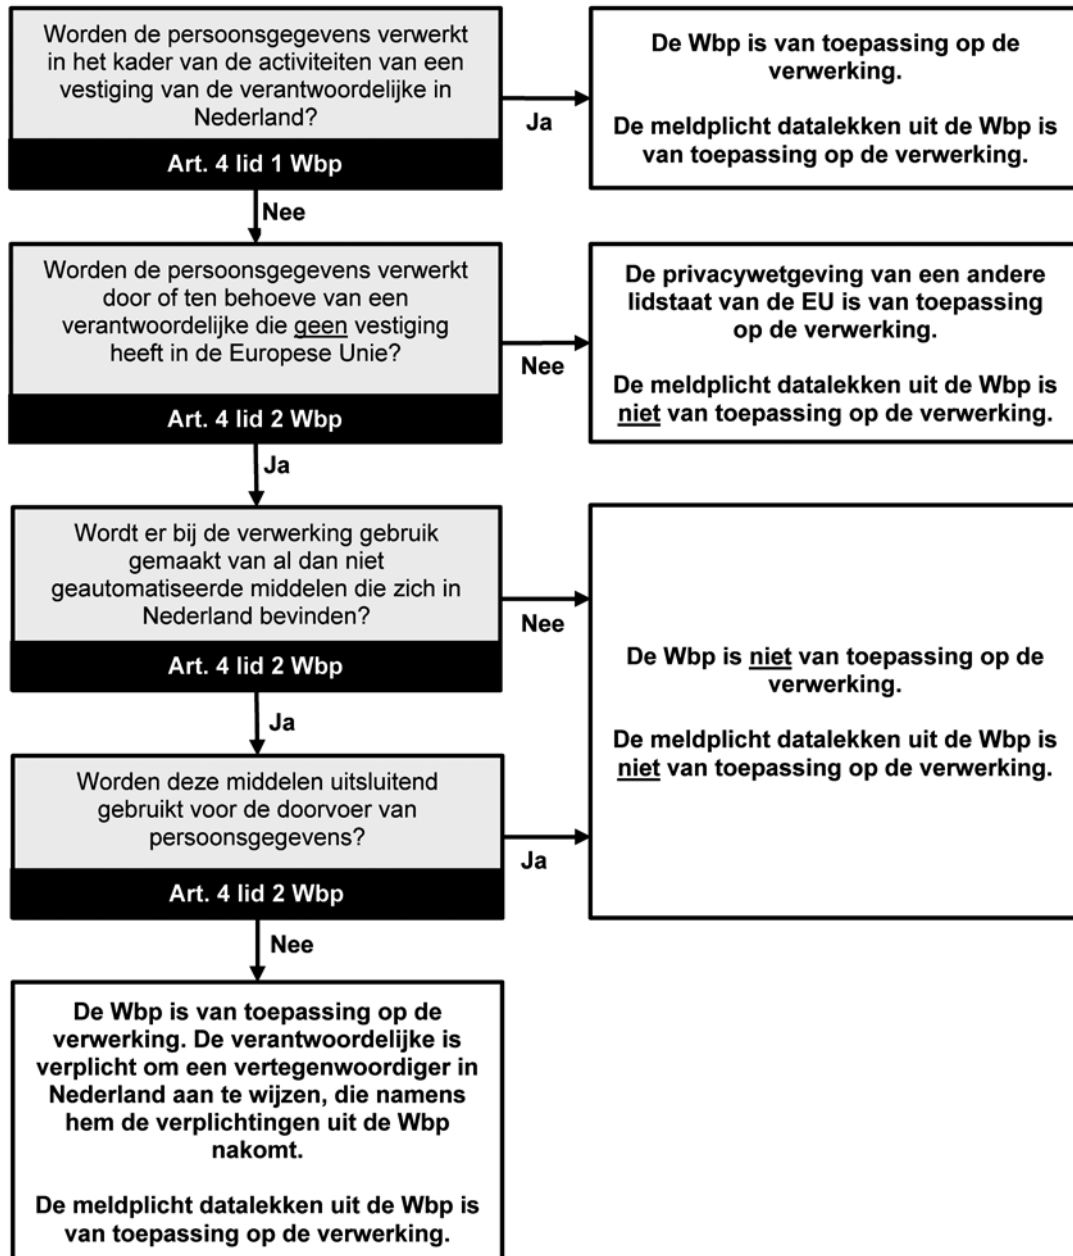 Worden de persoonsgegevens verwerkt
in het kader van de activiteiten van een
vestiging van de verantwoordelijke in
Nederland?
Art. 4 lid 1 Wbp
Ja
De Wbp is van toepassing op de
verwerking.
De meldplicht datalekken uit de Wbp is
van toepassing op de verwerking.
Nee
Worden de persoonsgegevens verwerkt
door of ten behoeve van een
verantwoordelijke die geen vestiging
heeft in de Europese Unie?
Art. 4 lid 2 Wbp
Nee
De privacywetgeving van een andere
lidstaat van de EU is van toepassing
op de verwerking.
De meldplicht datalekken uit de Wbp is
niet van toepassing op de verwerking.
Ja
Wordt er bij de verwerking gebruik
gemaakt van al dan niet
geautomatiseerde middelen die zich in
Nederland bevinden?
Art. 4 lid 2 Wbp
Nee
De Wbp is niet van toepassing op de
verwerking.
De meldplicht datalekken uit de Wbp is
niet van toepassing op de verwerking.
Ja
Worden deze middelen uitsluitend
gebruikt voor de doorvoer van
persoonsgegevens?
Art. 4 lid 2 Wbp
Ja
Nee
De Wbp is van toepassing op de
verwerking. De verantwoordelijke is
verplicht om een vertegenwoordiger in
Nederland aan te wijzen, die namens
hem de verplichtingen uit de Wbp
nakomt.
De meldplicht datalekken uit de Wbp is
van toepassing op de verwerking.